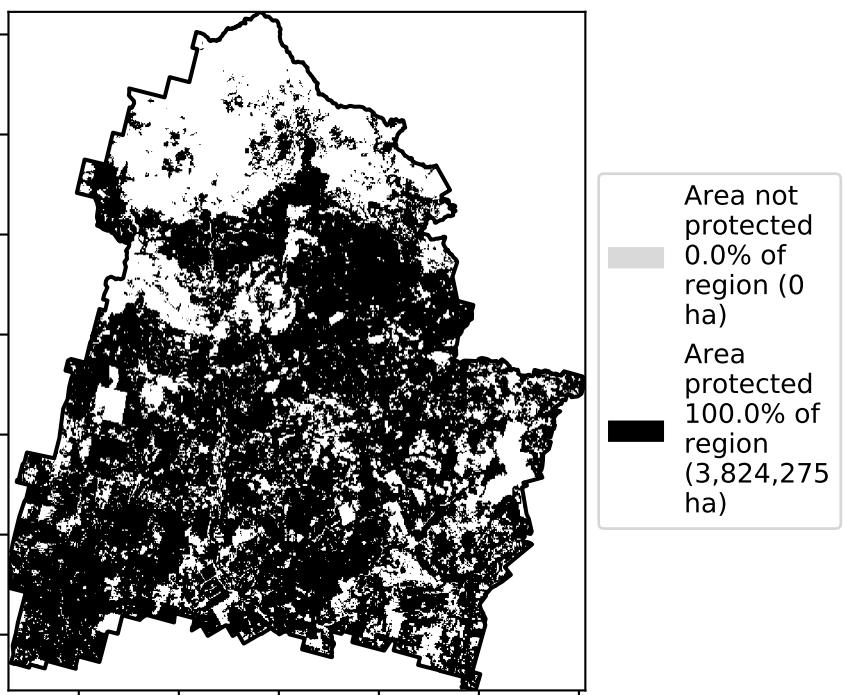 Area not
protected
0.0% of
region (0
ha)
Area
protected
100.0% of
region
(3,824,275
ha)